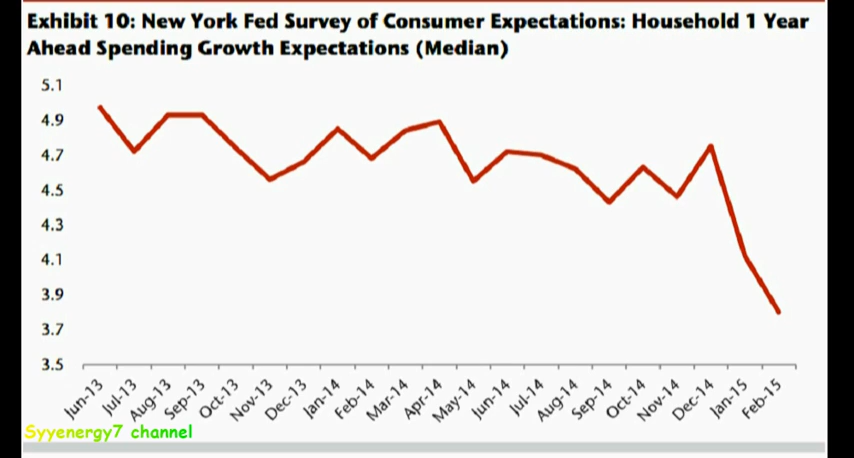 Exhibit 10: New York Fed Survey of Consumer Expectations: Household 1 Year
Ahead Spending Growth Expectations (Median)
5.1
4.9
4.7
4.5
4.3
4.1
3.9
3.7
3.5
Jun-13
Jul-13
Aug-13
Sep-13
Oct-13
Nov-13
Dec-13
Jan-14
Feb-14
Mar-14
Apr-14
May-14
Jun-14
Jul-14
Aug-14
Sep-14
Oct-14
Nov-14
Dec-14
Jan-15
Feb-15
Syyenergy7 channel